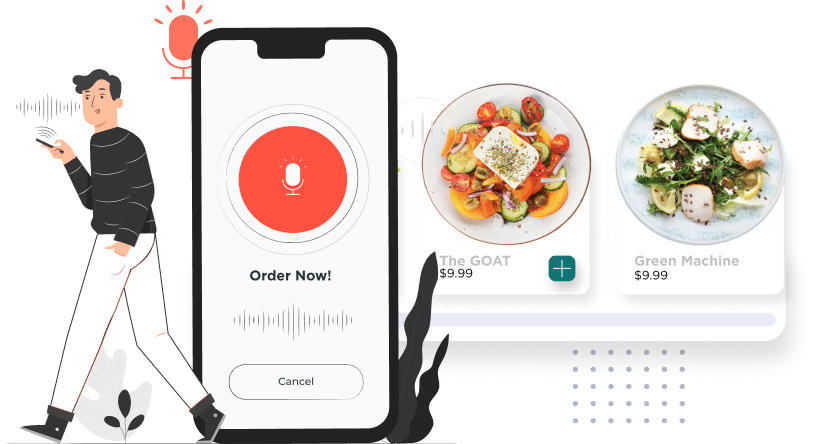 Order Now!
Cancel
The GOAT
$9.99
Green Machine
$9.99